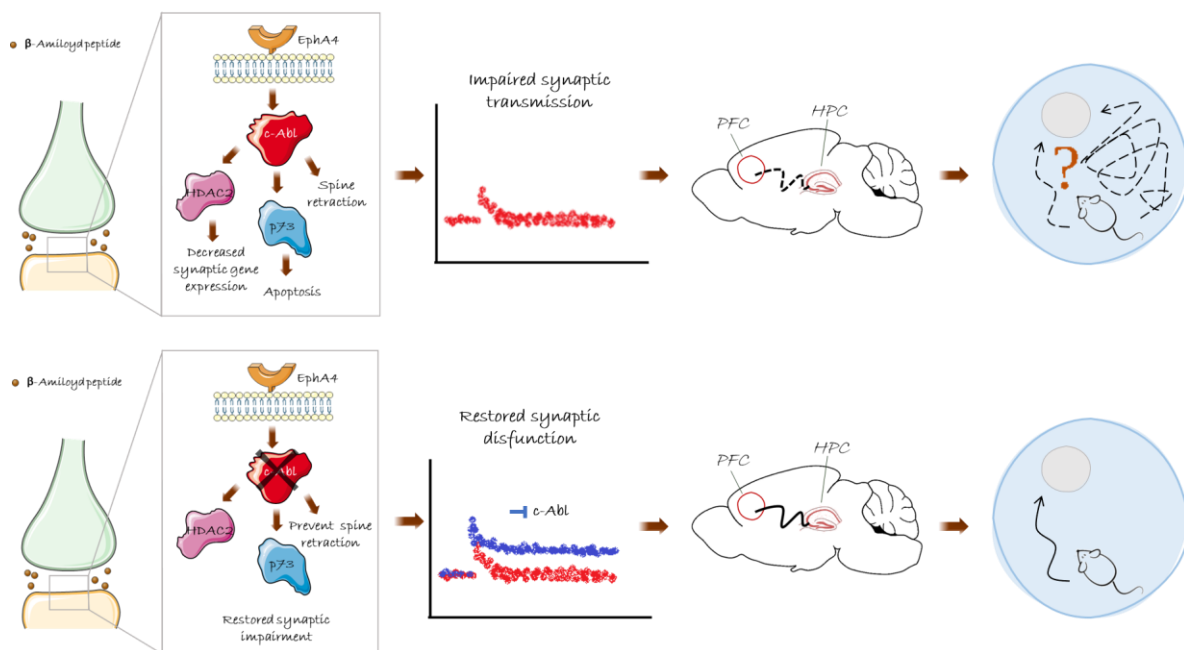 β-Amiloyd peptide
EphA4
c-Abl
HDAC2
p73
Spine
retraction
Decreased
synaptic gene
expression
Apoptosis
Impaired synaptic
transmission
PFC
HPC
?
β-Amiloyd peptide
EphA4
c-Abl
HDAC2
p73
Prevent spine
retraction
Restored synaptic
impairment
Restored synaptic
disfunction
c-Abl
PFC
HPC